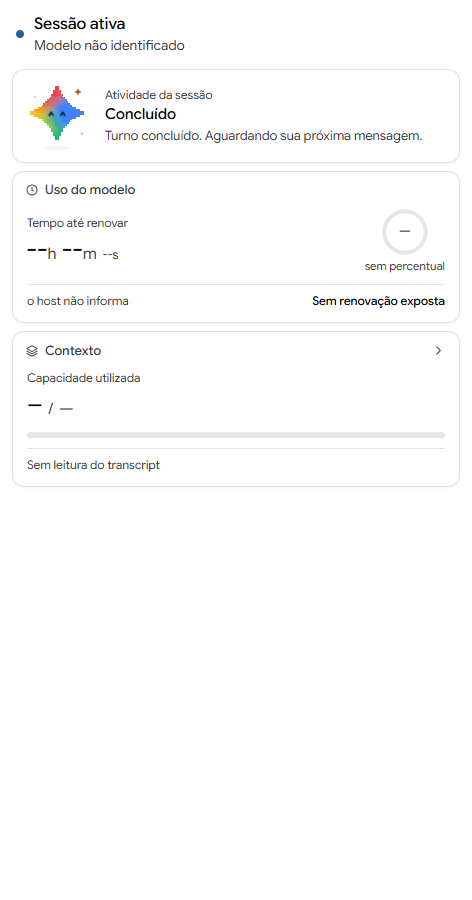 Sessão ativa
Modelo não identificado
Atividade da sessão
Concluído
Turno concluído. Aguardando sua próxima mensagem.
Uso do modelo
Tempo até renovar
--h --m --s
—
sem percentual
o host não informa
Sem renovação exposta
Contexto
Capacidade utilizada
— / —
Sem leitura do transcript